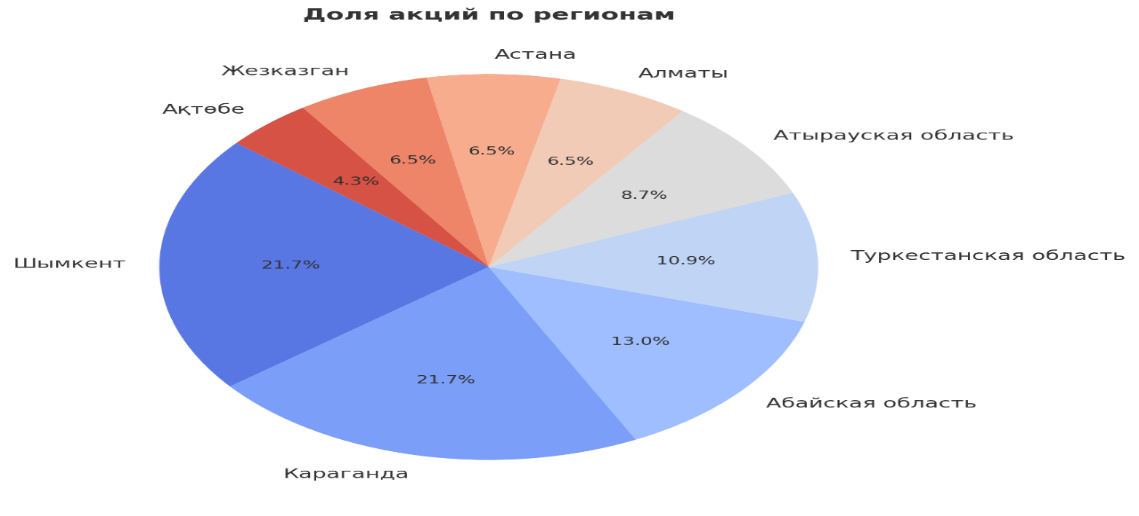 Доля акций по регионам
Астана
Жезказган
Алматы
Ақтөбе
Атырауская область
6.5%
6.5%
6.5%
4.3%
8.7%
Шымкент
21.7%
10.9%
Туркестанская область
13.0%
21.7%
Абайская область
Караганда